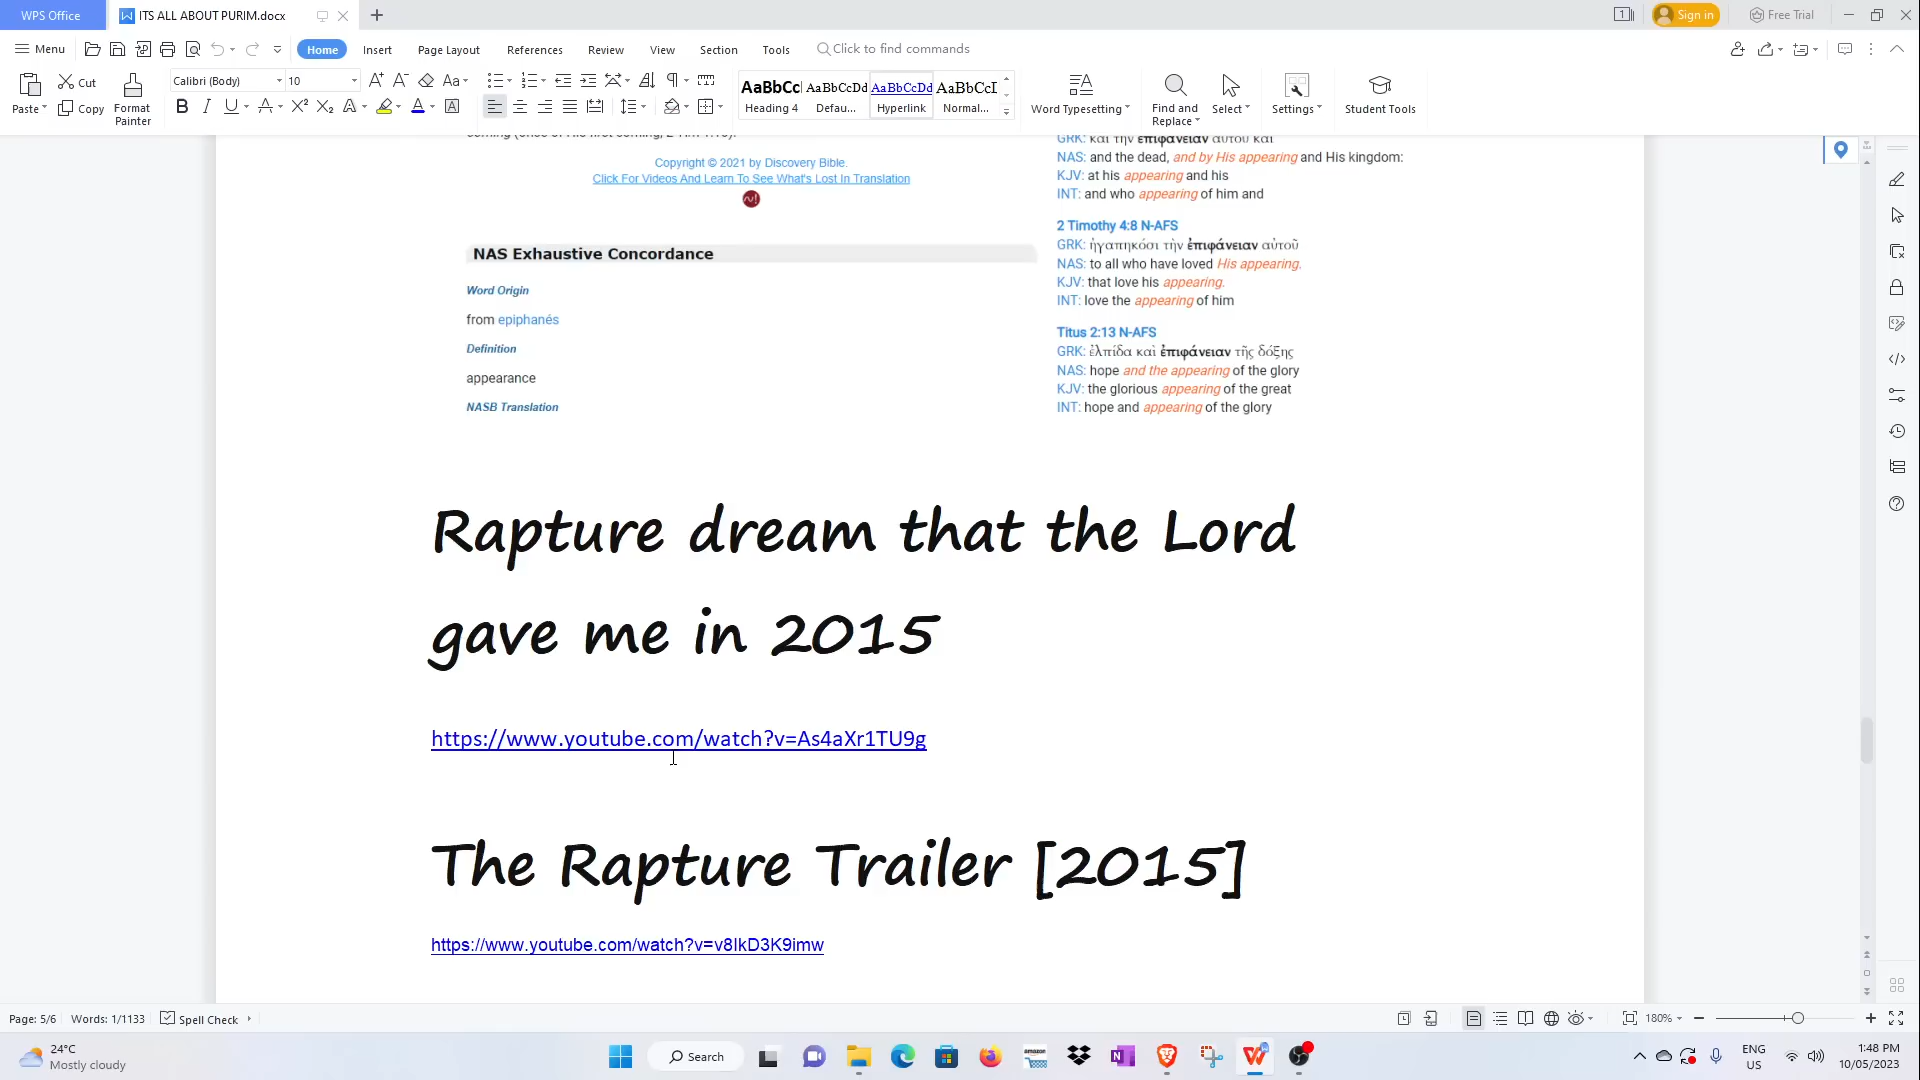 WPS Office
ITS ALL ABOUT PURIM.docx
Sign in
Free Trial
Menu
Home
Insert
Page Layout
References
Review
View
Section
Tools
Click to find commands
Paste
Cut
Copy
Format
Painter
Calibri (Body)
10
AaBbCc
Heading 4
AaBbCcDd
Defau...
AaBbCcDd
Hyperlink
AaBbCcD
Normal...
Word Typesetting
Find and
Replace
Select
Settings
Student Tools
Copyright © 2021 by Discovery Bible.
Click For Videos And Learn To See What's Lost In Translation
NAS Exhaustive Concordance
Word Origin
from epiphanés
Definition
appearance
NASB Translation
GRK: καὶ τὴν ἐπιφάνειαν αὐτοῦ καὶ
NAS: and the dead, and by His appearing and His kingdom:
KJV: at his appearing and his
INT: and who appearing of him and
2 Timothy 4:8 N-AFS
GRK: ἠγαπηκόσι τὴν ἐπιφάνειαν αὐτοῦ
NAS: to all who have loved His appearing.
KJV: that love his appearing.
INT: love the appearing of him
Titus 2:13 N-AFS
GRK: ἐλπίδα καὶ ἐπιφάνειαν τῆς δόξης
NAS: hope and the appearing of the glory
KJV: the glorious appearing of the great
INT: hope and appearing of the glory
Rapture dream that the Lord
gave me in 2015
https://www.youtube.com/watch?v=As4aXr1TU9g
The Rapture Trailer [2015]
https://www.youtube.com/watch?v=v8IkD3K9imw
Page: 5/6
Words: 1/1133
Spell Check
180%
24°C
Mostly cloudy
Search
ENG
US
1:48 PM
10/05/2023